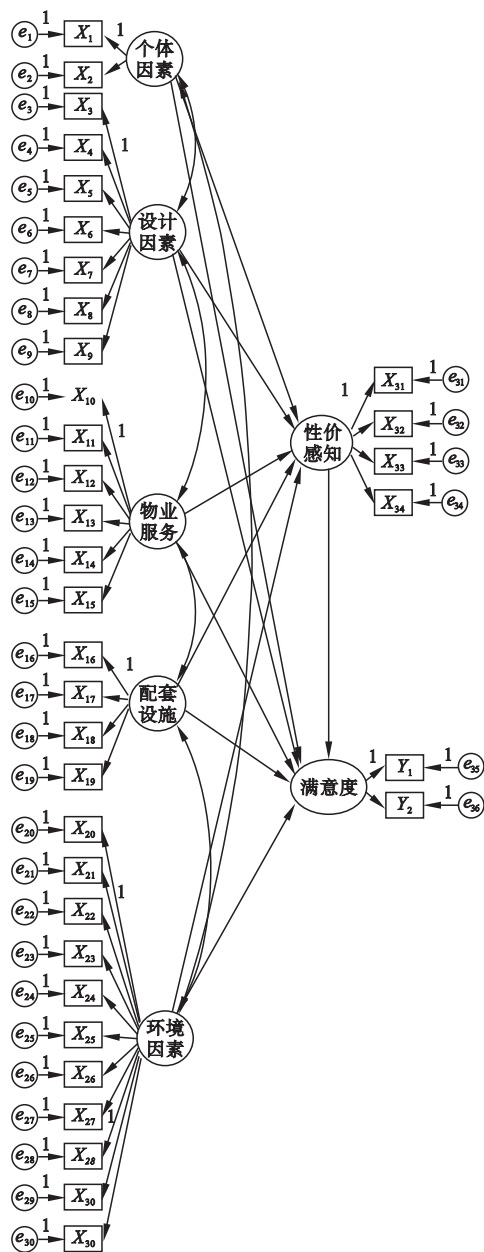 e1 1 X1 1
e2 1 X2
个体
因素
e3 1 X3
e4 1 X4 1
e5 1 X5
e6 1 X6
e7 1 X7
e8 1 X8
e9 1 X9
设计
因素
e10 1 X10
e11 1 X11 1
e12 1 X12
e13 1 X13
e14 1 X14
e15 1 X15
物业
服务
e16 1 X16 1
e17 1 X17
e18 1 X18
e19 1 X19
配套
设施
e20 1 X20
e21 1 X21 1
e22 1 X22
e23 1 X23
e24 1 X24
e25 1 X25
e26 1 X26
e27 1 X27 1
e28 1 X28
e29 1 X30
e30 1 X30
环境
因素
性价
感知
1 X31 1 e31
X32 1 e32
X33 1 e33
X34 1 e34
满意度
1 Y1 1 e35
Y2 1 e36